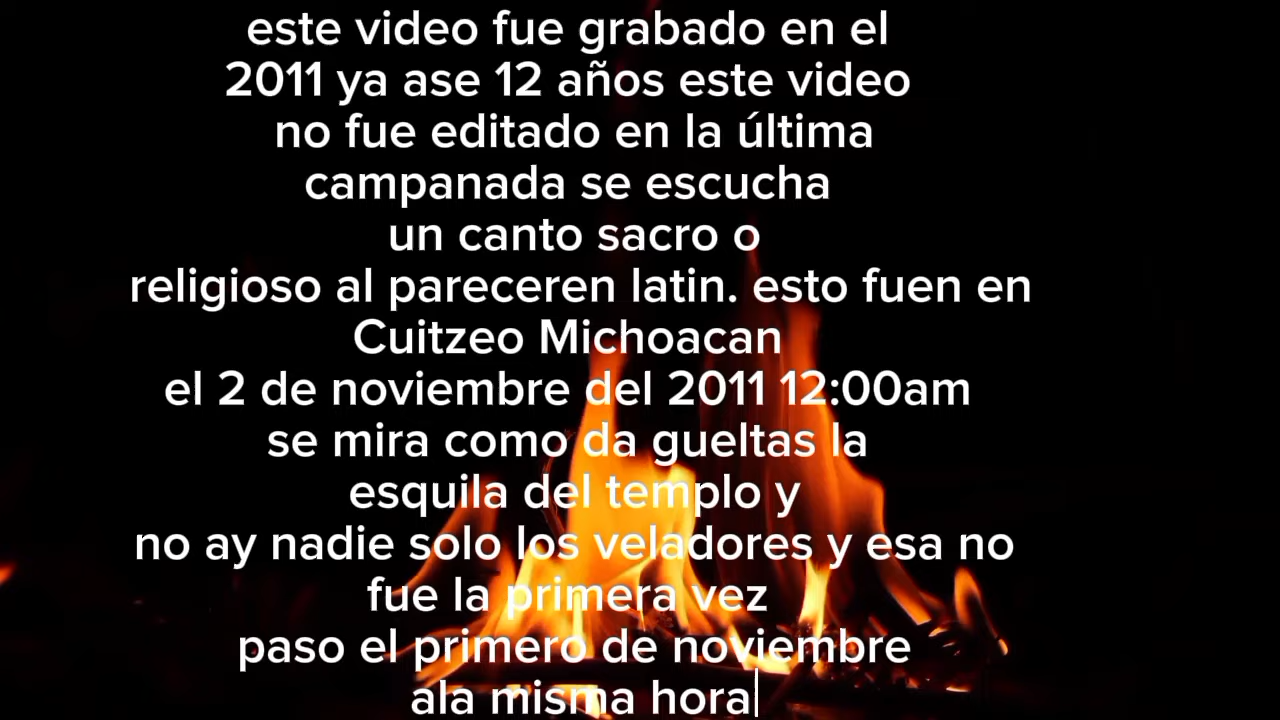 este video fue grabado en el
2011 ya ase 12 años este video
no fue editado en la última
campanada se escucha
un canto sacro o
religioso al pareceren latin. esto fuen en
Cuitzeo Michoacan
el 2 de noviembre del 2011 12:00am
se mira como da gueltas la
esquila del templo y
no ay nadie solo los veladores y esa no
fue la primera vez
paso el primero de noviembre
ala misma hora